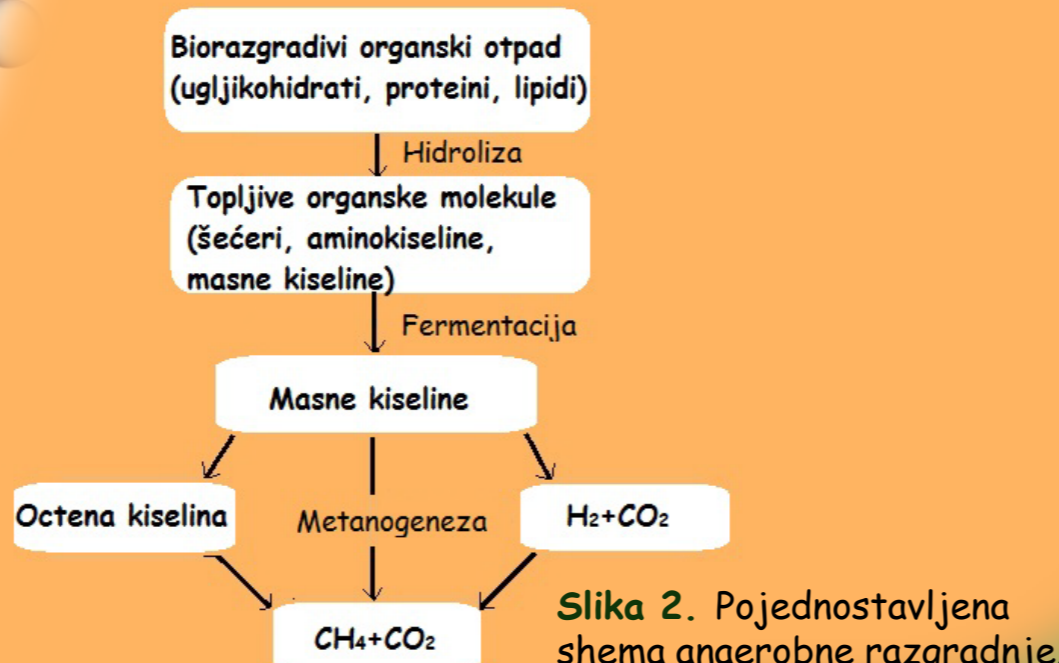 Biorazgradivi organski otpad
(ugljikohidrati, proteini, lipidi)
Hidroliza
Topljive organske molekule
(šećeri, aminokiseline,
masne kiseline)
Fermentacija
Masne kiseline
Octena kiselina
Metanogeneza
H₂+CO₂
CH₄+CO₂
Slika 2. Pojednostavljena
shema anaerobne razgradnje